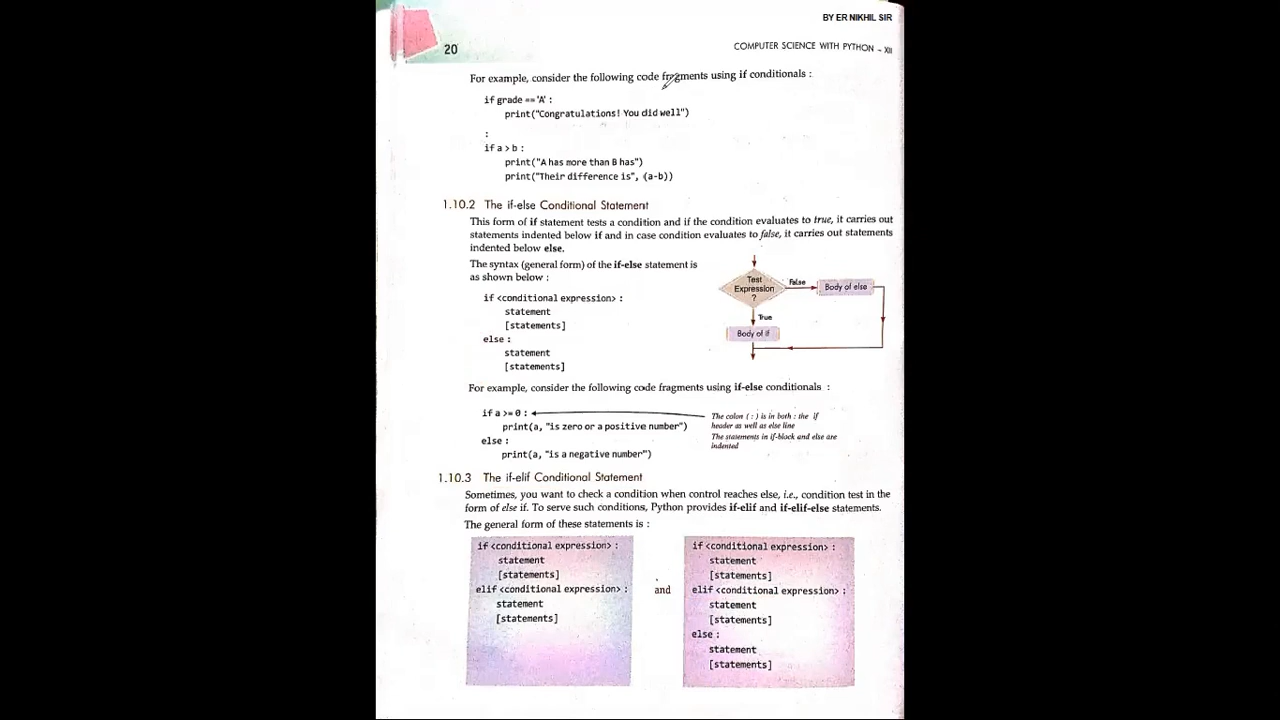 BY ER NIKHIL SIR
20
COMPUTER SCIENCE WITH PYTHON – XII
For example, consider the following code fragments using if conditionals :
if grade == 'A' :
print("Congratulations! You did well")
:
if a > b :
print("A has more than B has")
print("Their difference is", (a-b))
1.10.2 The if-else Conditional Statement
This form of if statement tests a condition and if the condition evaluates to true, it carries out
statements indented below if and in case condition evaluates to false, it carries out statements
indented below else.
The syntax (general form) of the if-else statement is
as shown below :
if <conditional expression> :
statement
[statements]
else :
statement
[statements]
Test
Expression
?
False
Body of else
True
Body of if
For example, consider the following code fragments using if-else conditionals :
if a >= 0 :
print(a, "is zero or a positive number")
else :
print(a, "is a negative number")
The colon ( : ) is in both : the if
header as well as else line
The statements in if-block and else are
indented
1.10.3 The if-elif Conditional Statement
Sometimes, you want to check a condition when control reaches else, i.e., condition test in the
form of else if. To serve such conditions, Python provides if-elif and if-elif-else statements.
The general form of these statements is :
if <conditional expression> :
statement
[statements]
elif <conditional expression> :
statement
[statements]
and
if <conditional expression> :
statement
[statements]
elif <conditional expression> :
statement
[statements]
else :
statement
[statements]